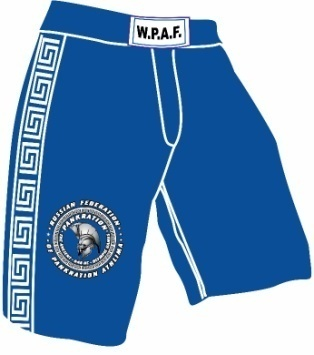 W.P.A.F.
RUSSIAN FEDERATION
OF PANKRATION ATHLIMA
PANKRATION